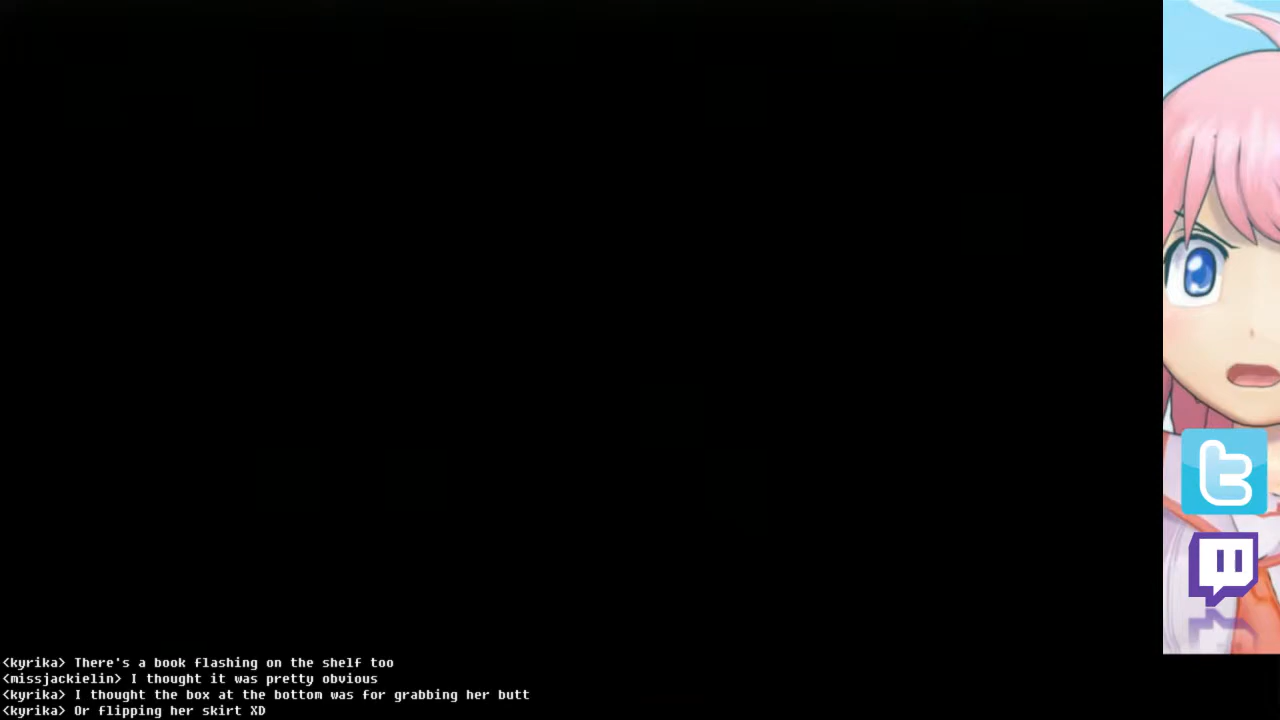 <kyrika> There's a book flashing on the shelf too
<missjackielin> I thought it was pretty obvious
<kyrika> I thought the box at the bottom was for grabbing her butt
<kyrika> Or flipping her skirt XD